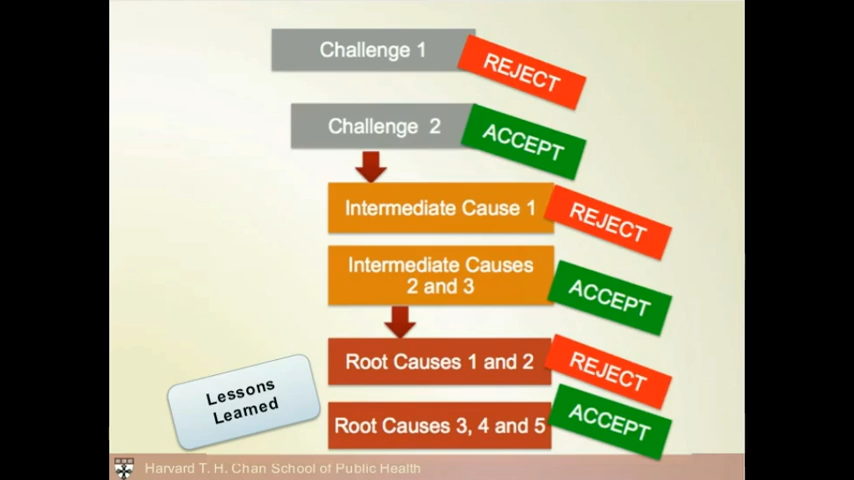 Challenge 1
REJECT
Challenge 2
ACCEPT
Intermediate Cause 1
REJECT
Intermediate Causes
2 and 3
ACCEPT
Root Causes 1 and 2
REJECT
Root Causes 3, 4 and 5
ACCEPT
Lessons
Learned
Harvard T. H. Chan School of Public Health